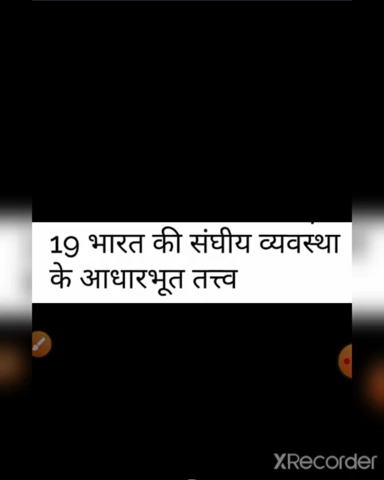 19 भारत की संघीय व्यवस्था
के आधारभूत तत्त्व
XRecorder